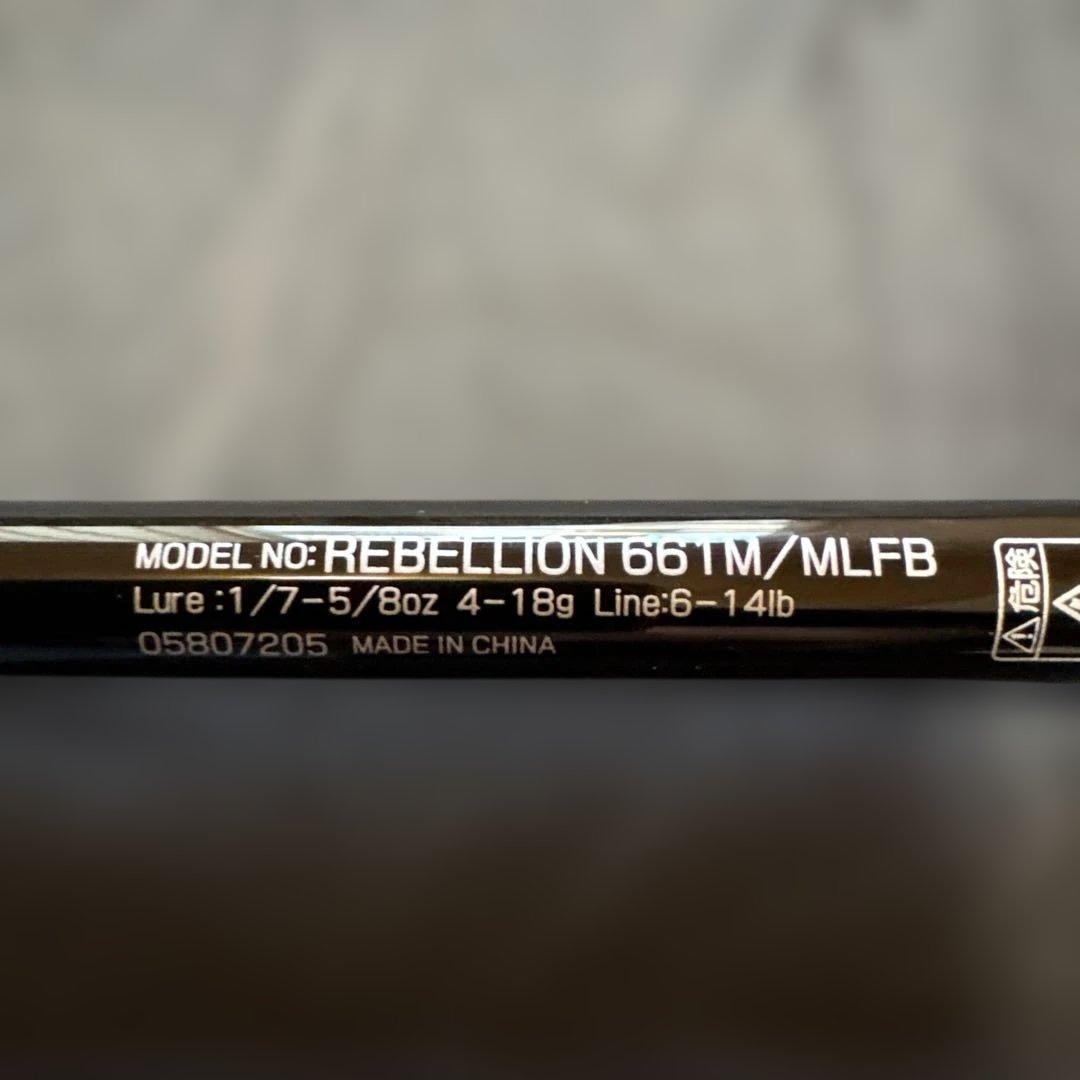 MODEL NO: REBELLION 661M/MLFB
Lure :1/7-5/8oz 4-18g Line:6-14lb
05807205 MADE IN CHINA
危険